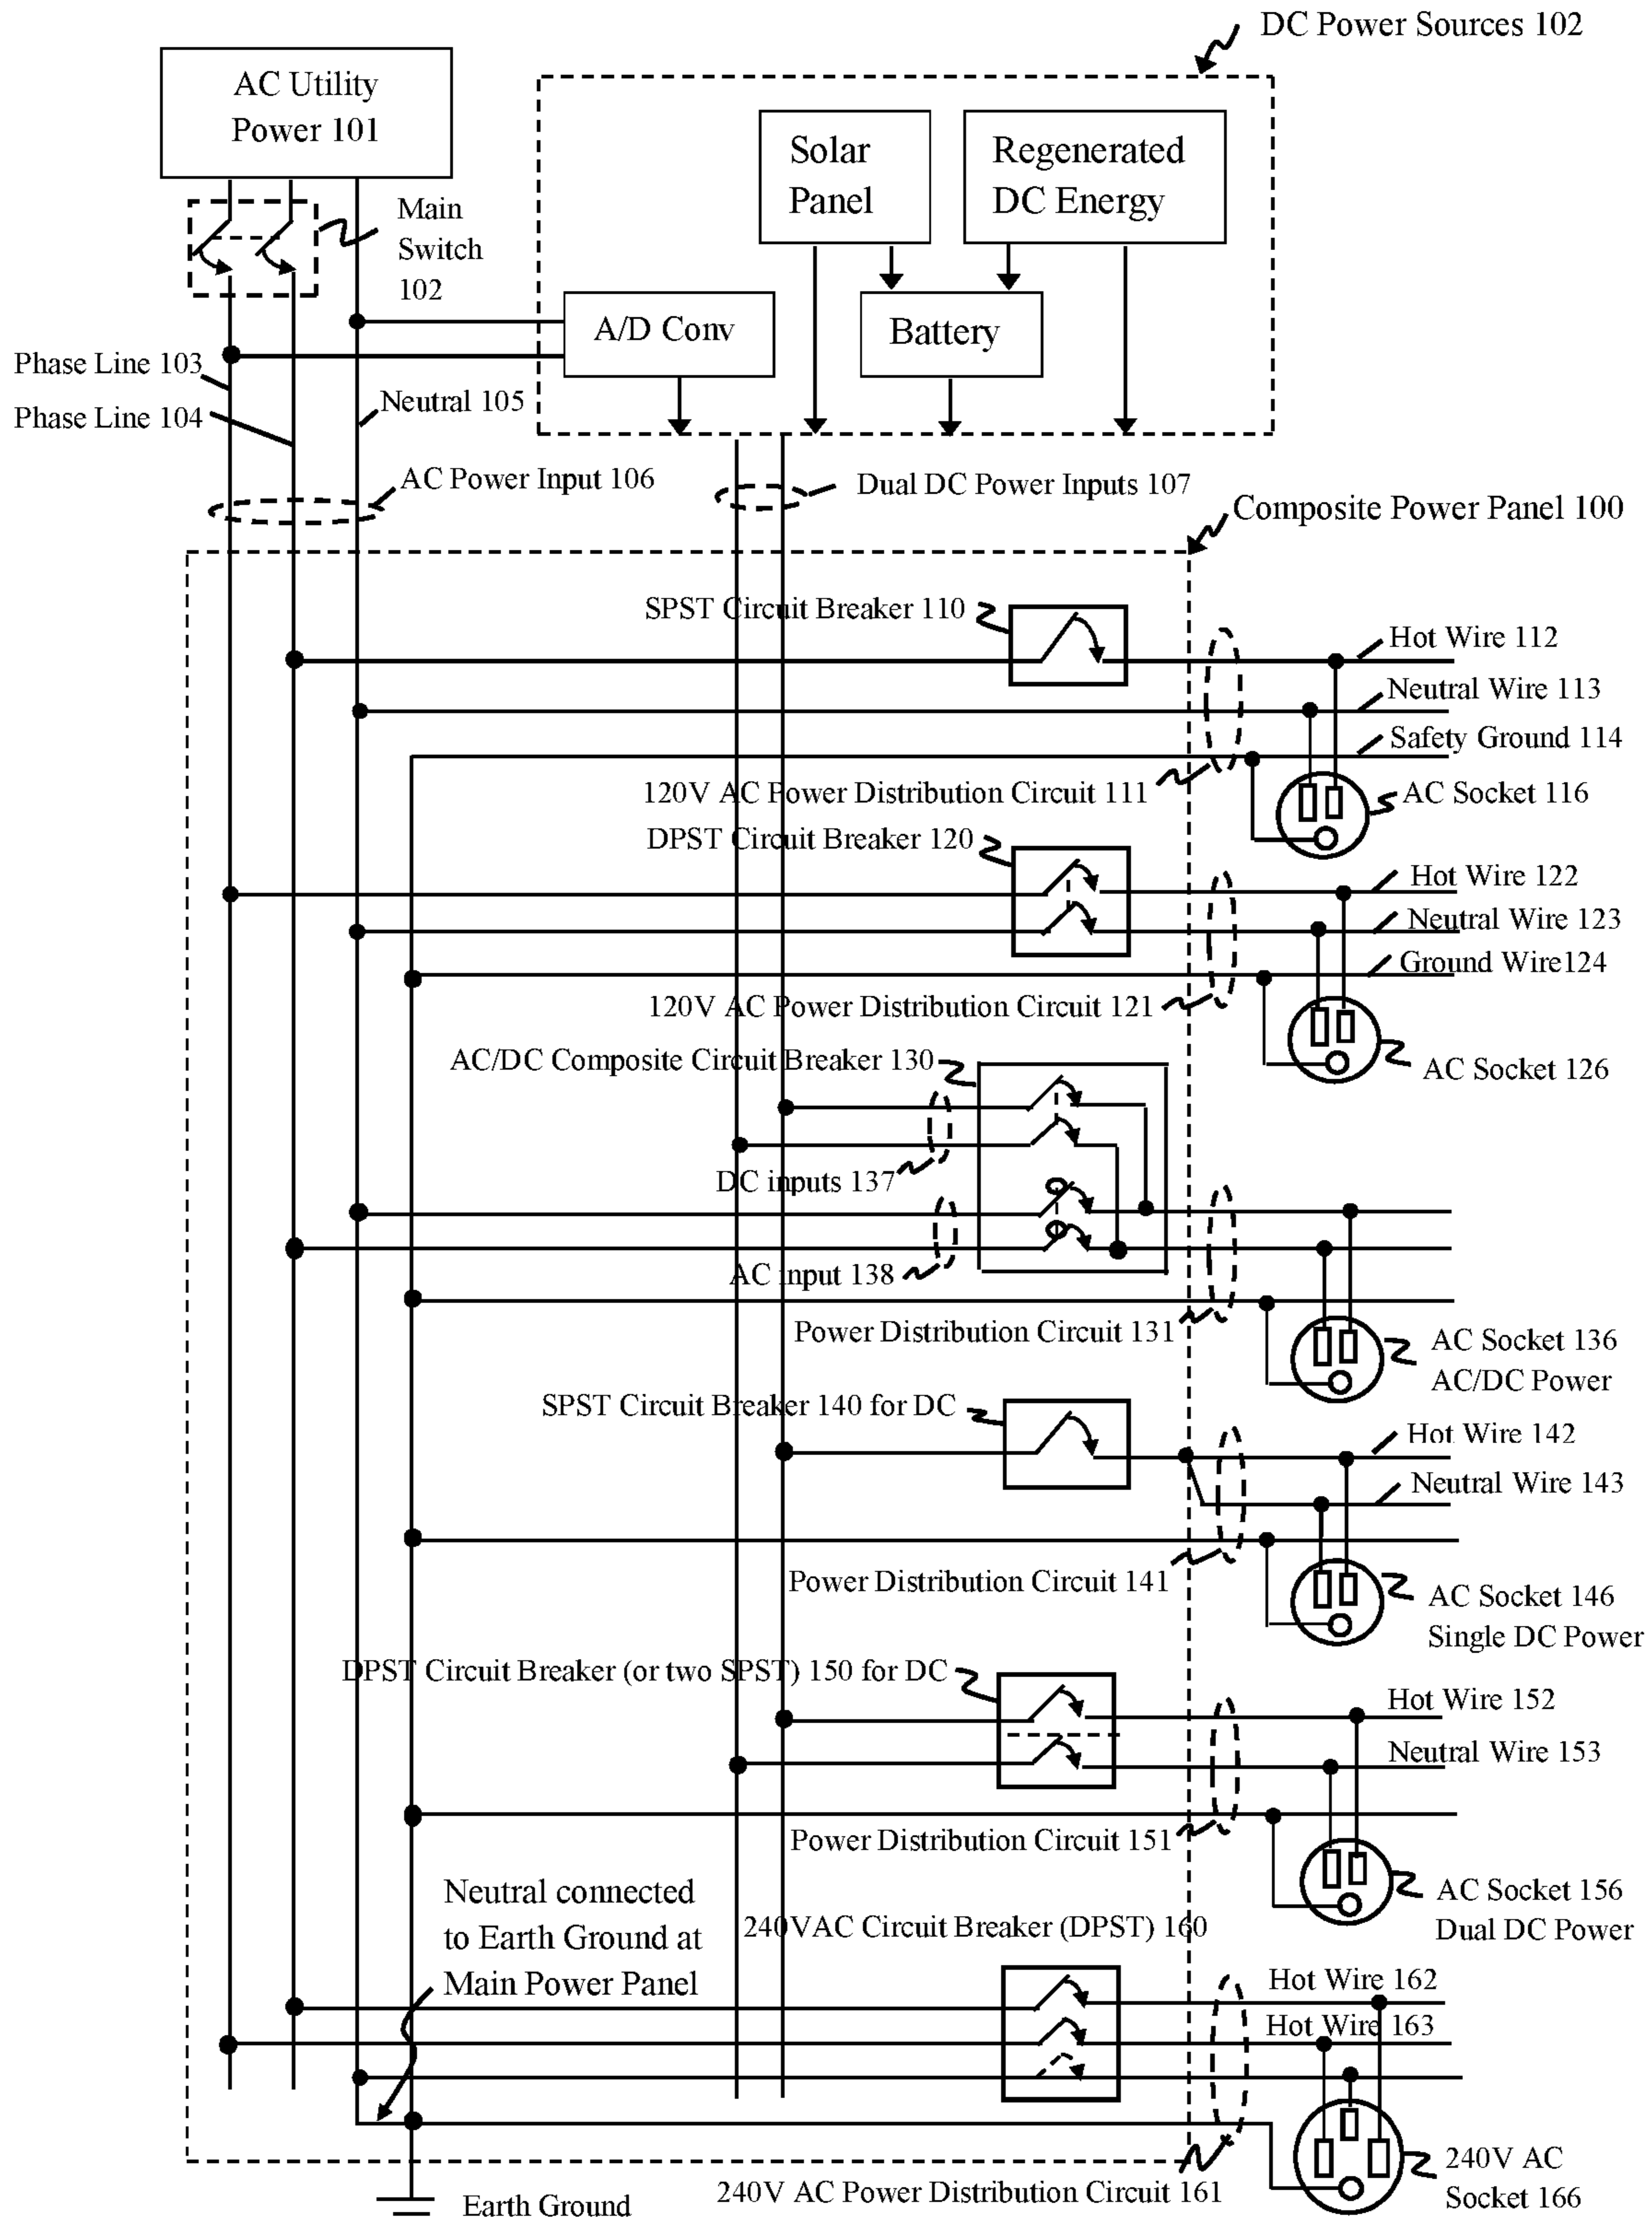 DC Power Sources 102
AC Utility
Power 101
Solar
Panel
Regenerated
DC Energy
Main
Switch
102
A/D Conv
Battery
Phase Line 103
Phase Line 104
Neutral 105
AC Power Input 106
Dual DC Power Inputs 107
Composite Power Panel 100
SPST Circuit Breaker 110
Hot Wire 112
Neutral Wire 113
Safety Ground 114
120V AC Power Distribution Circuit 111
AC Socket 116
DPST Circuit Breaker 120
Hot Wire 122
Neutral Wire 123
Ground Wire124
120V AC Power Distribution Circuit 121
AC Socket 126
AC/DC Composite Circuit Breaker 130
DC inputs 137
AC input 138
Power Distribution Circuit 131
AC Socket 136
AC/DC Power
SPST Circuit Breaker 140 for DC
Hot Wire 142
Neutral Wire 143
Power Distribution Circuit 141
AC Socket 146
Single DC Power
DPST Circuit Breaker (or two SPST) 150 for DC
Hot Wire 152
Neutral Wire 153
Power Distribution Circuit 151
AC Socket 156
Dual DC Power
Neutral connected
to Earth Ground at
Main Power Panel
240VAC Circuit Breaker (DPST) 160
Hot Wire 162
Hot Wire 163
240V AC
Socket 166
240V AC Power Distribution Circuit 161
Earth Ground